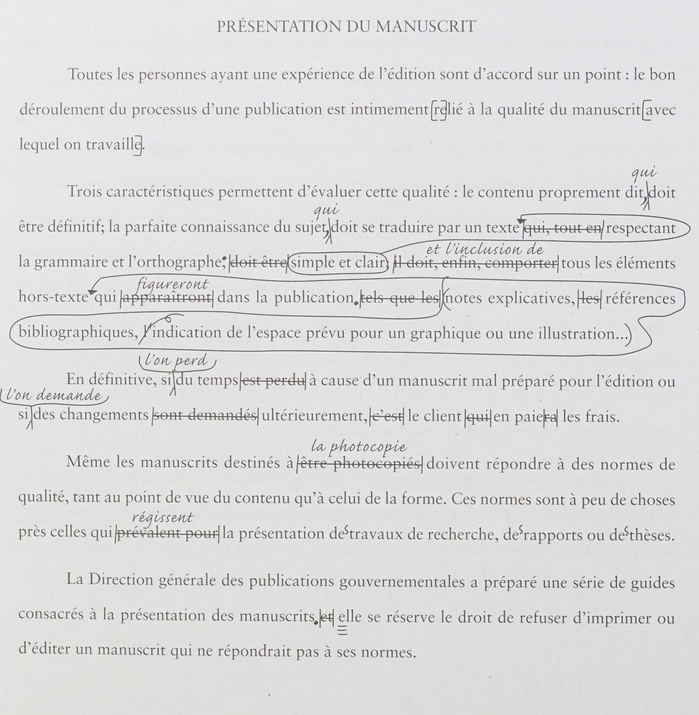 PRÉSENTATION DU MANUSCRIT
Toutes les personnes ayant une expérience de l'édition sont d'accord sur un point : le bon
déroulement du processus d'une publication est intimement [re]lié à la qualité du manuscrit [avec
lequel on travaille].
qui
Trois caractéristiques permettent d'évaluer cette qualité : le contenu proprement dit, doit
qui
être définitif; la parfaite connaissance du sujet, doit se traduire par un texte qui, tout en respectant
et l'inclusion de
la grammaire et l'orthographe, doit être simple et clair; il doit, enfin, comporter tous les éléments
figureront
hors-texte qui apparaîtront dans la publication, tels que les notes explicatives, les références
bibliographiques, l'indication de l'espace prévu pour un graphique ou une illustration...)
l'on perd
En définitive, si du temps est perdu à cause d'un manuscrit mal préparé pour l'édition ou
l'on demande
si des changements sont demandés ultérieurement, c'est le client qui en paiera les frais.
la photocopie
Même les manuscrits destinés à être photocopiés doivent répondre à des normes de
qualité, tant au point de vue du contenu qu'à celui de la forme. Ces normes sont à peu de choses
régissent
près celles qui prévalent pour la présentation des travaux de recherche, des rapports ou des thèses.
La Direction générale des publications gouvernementales a préparé une série de guides
consacrés à la présentation des manuscrits. et elle se réserve le droit de refuser d'imprimer ou
d'éditer un manuscrit qui ne répondrait pas à ses normes.